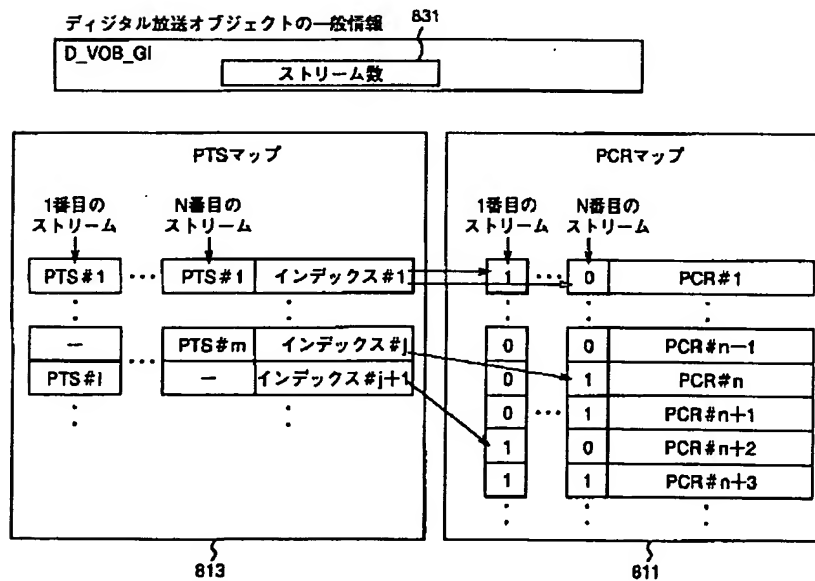 ディジタル放送オブジェクトの一般情報
831
D_VOB_GI
ストリーム数
PTSマップ
1番目の N番目の
ストリーム ストリーム
PTS#1 ... PTS#1 インデックス#1
— ... PTS#m インデックス#j
PTS#l — インデックス#j+1
813
PCRマップ
1番目の N番目の
ストリーム ストリーム
1 ... 0 PCR#1
0 0 PCR#n-1
0 1 PCR#n
0 ... 1 PCR#n+1
1 0 PCR#n+2
1 1 PCR#n+3
811